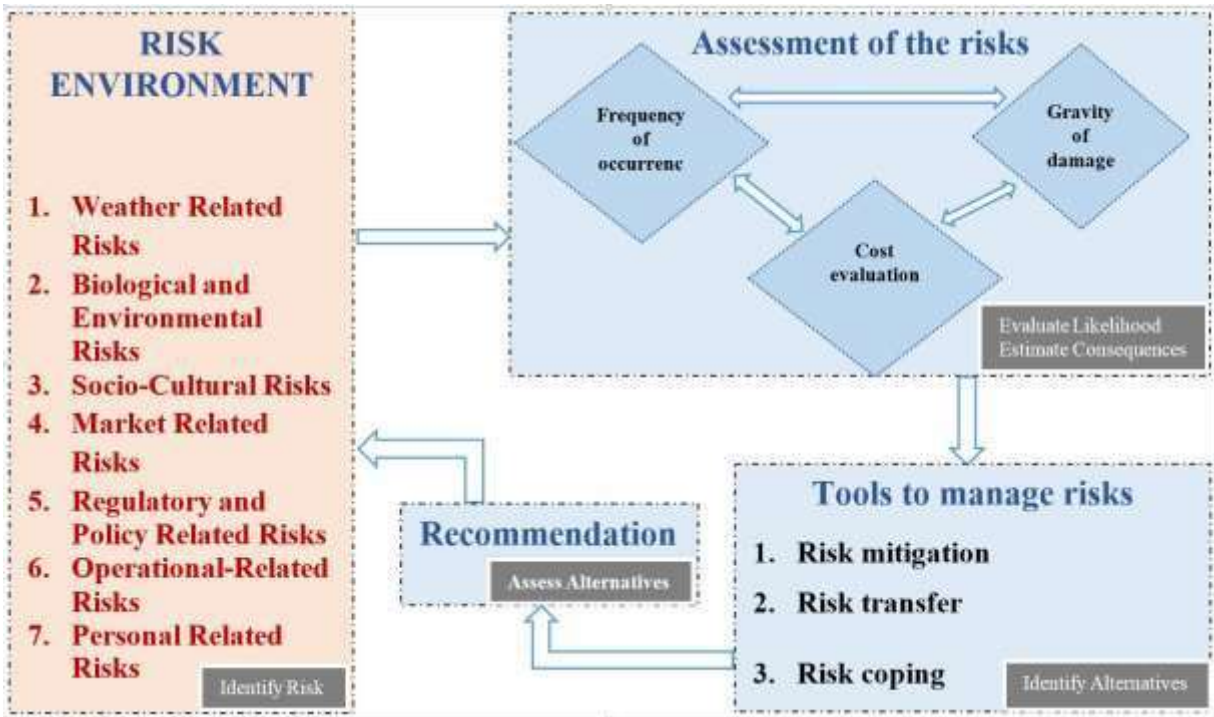 RISK
ENVIRONMENT
1. Weather Related
Risks
2. Biological and
Environmental
Risks
3. Socio-Cultural Risks
4. Market Related
Risks
5. Regulatory and
Policy Related Risks
6. Operational-Related
Risks
7. Personal Related
Risks
Identify Risk
Assessment of the risks
Frequency
of
occurrenc
Gravity
of
damage
Cost
evaluation
Evaluate Likelihood
Estimate Consequences
Tools to manage risks
1. Risk mitigation
2. Risk transfer
3. Risk coping
Identify Alternatives
Recommendation
Assess Alternatives